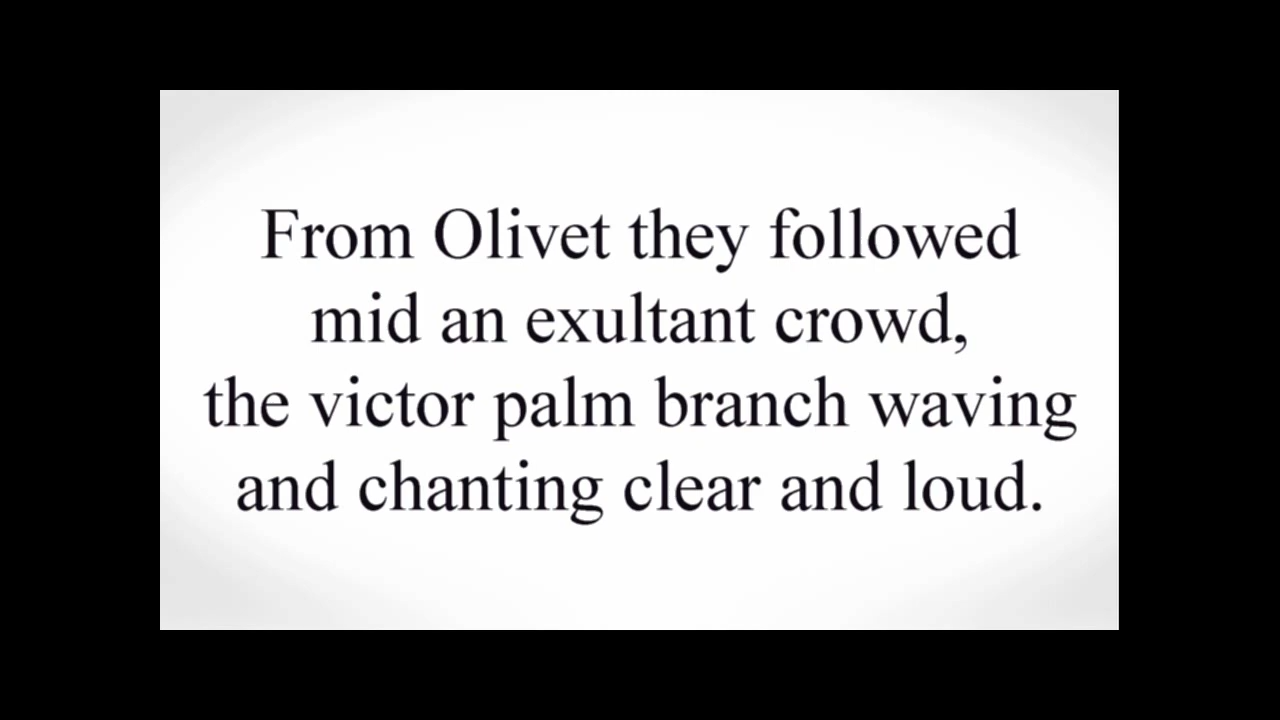 From Olivet they followed
mid an exultant crowd,
the victor palm branch waving
and chanting clear and loud.